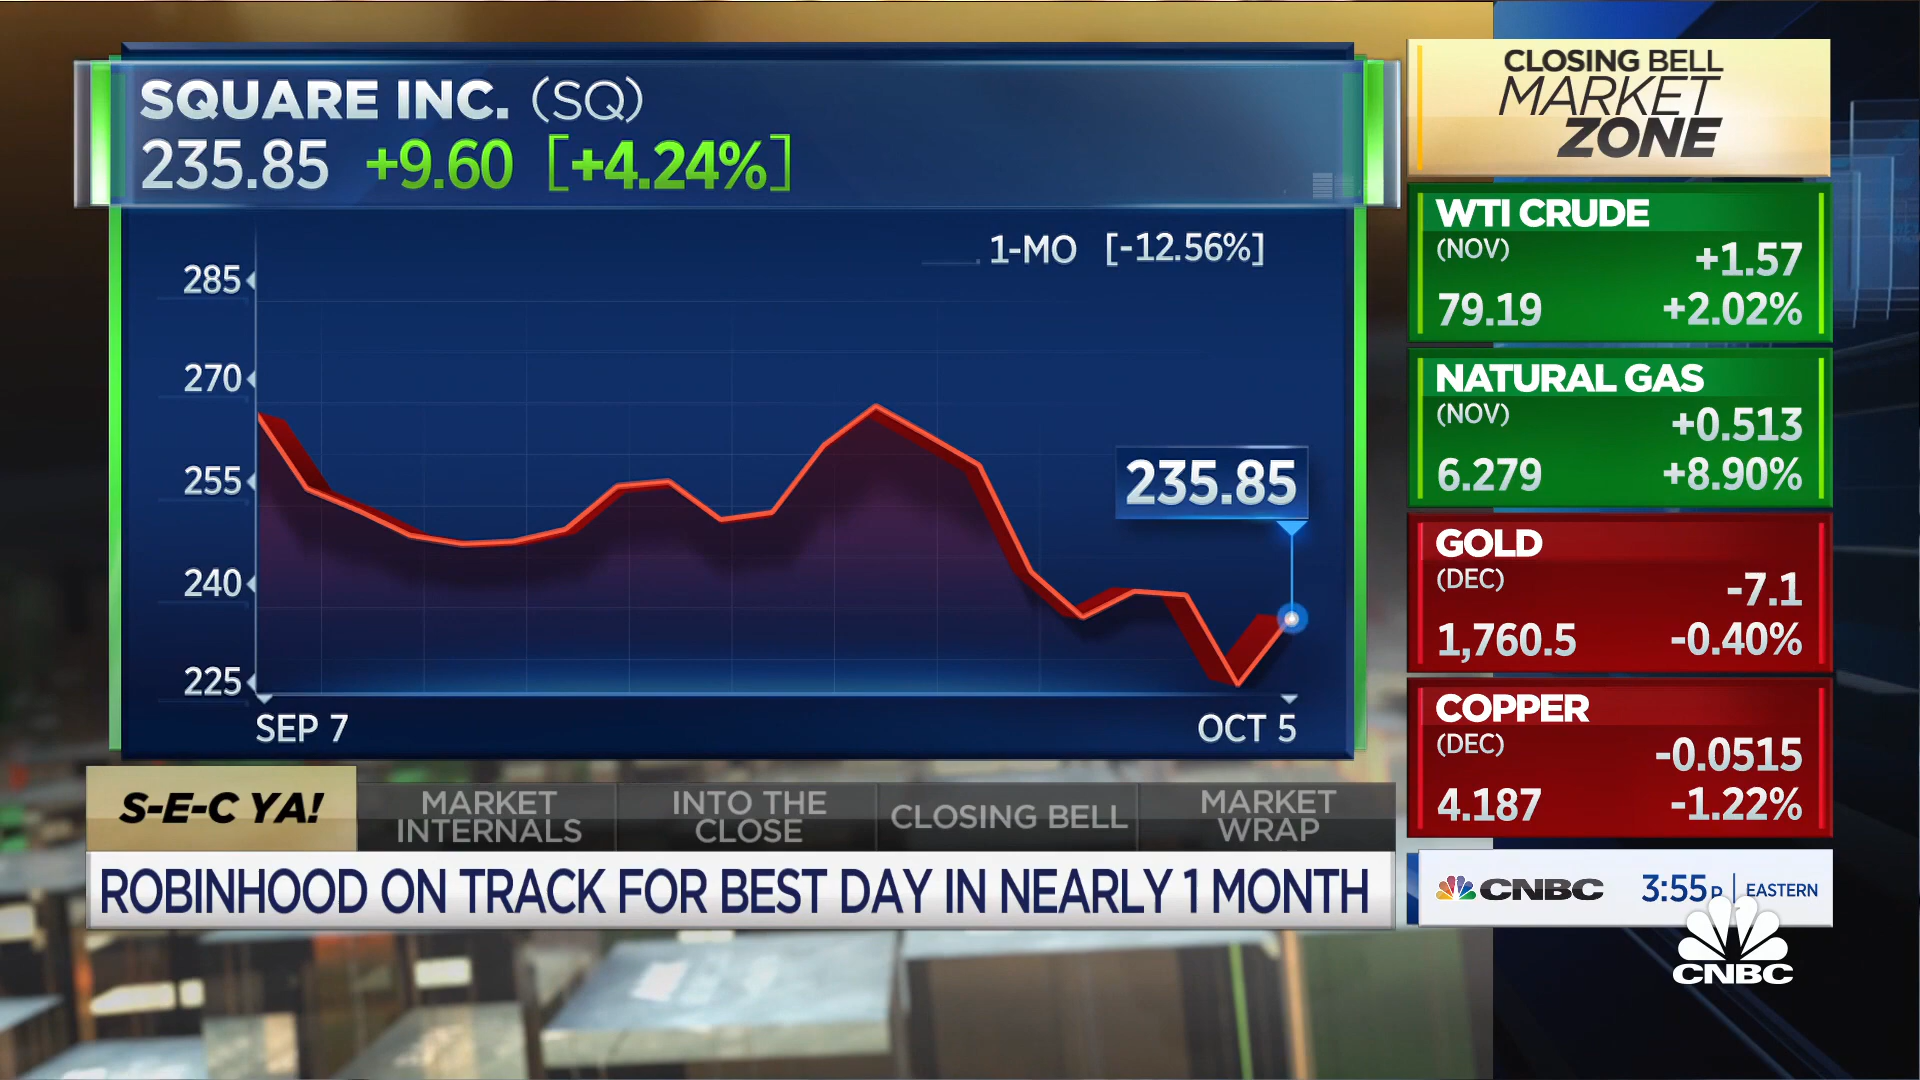 SQUARE INC. (SQ)
235.85 +9.60 [+4.24%]
1-MO [-12.56%]
285
270
255
240
225
235.85
SEP 7
OCT 5
CLOSING BELL
MARKET
ZONE
WTI CRUDE
(NOV)
+1.57
79.19 +2.02%
NATURAL GAS
(NOV)
+0.513
6.279 +8.90%
GOLD
(DEC)
-7.1
1,760.5 -0.40%
COPPER
(DEC)
-0.0515
4.187 -1.22%
S-E-C YA!
MARKET
INTERNALS
INTO THE
CLOSE
CLOSING BELL
MARKET
WRAP
ROBINHOOD ON TRACK FOR BEST DAY IN NEARLY 1 MONTH
CNBC 3:55P EASTERN
CNBC